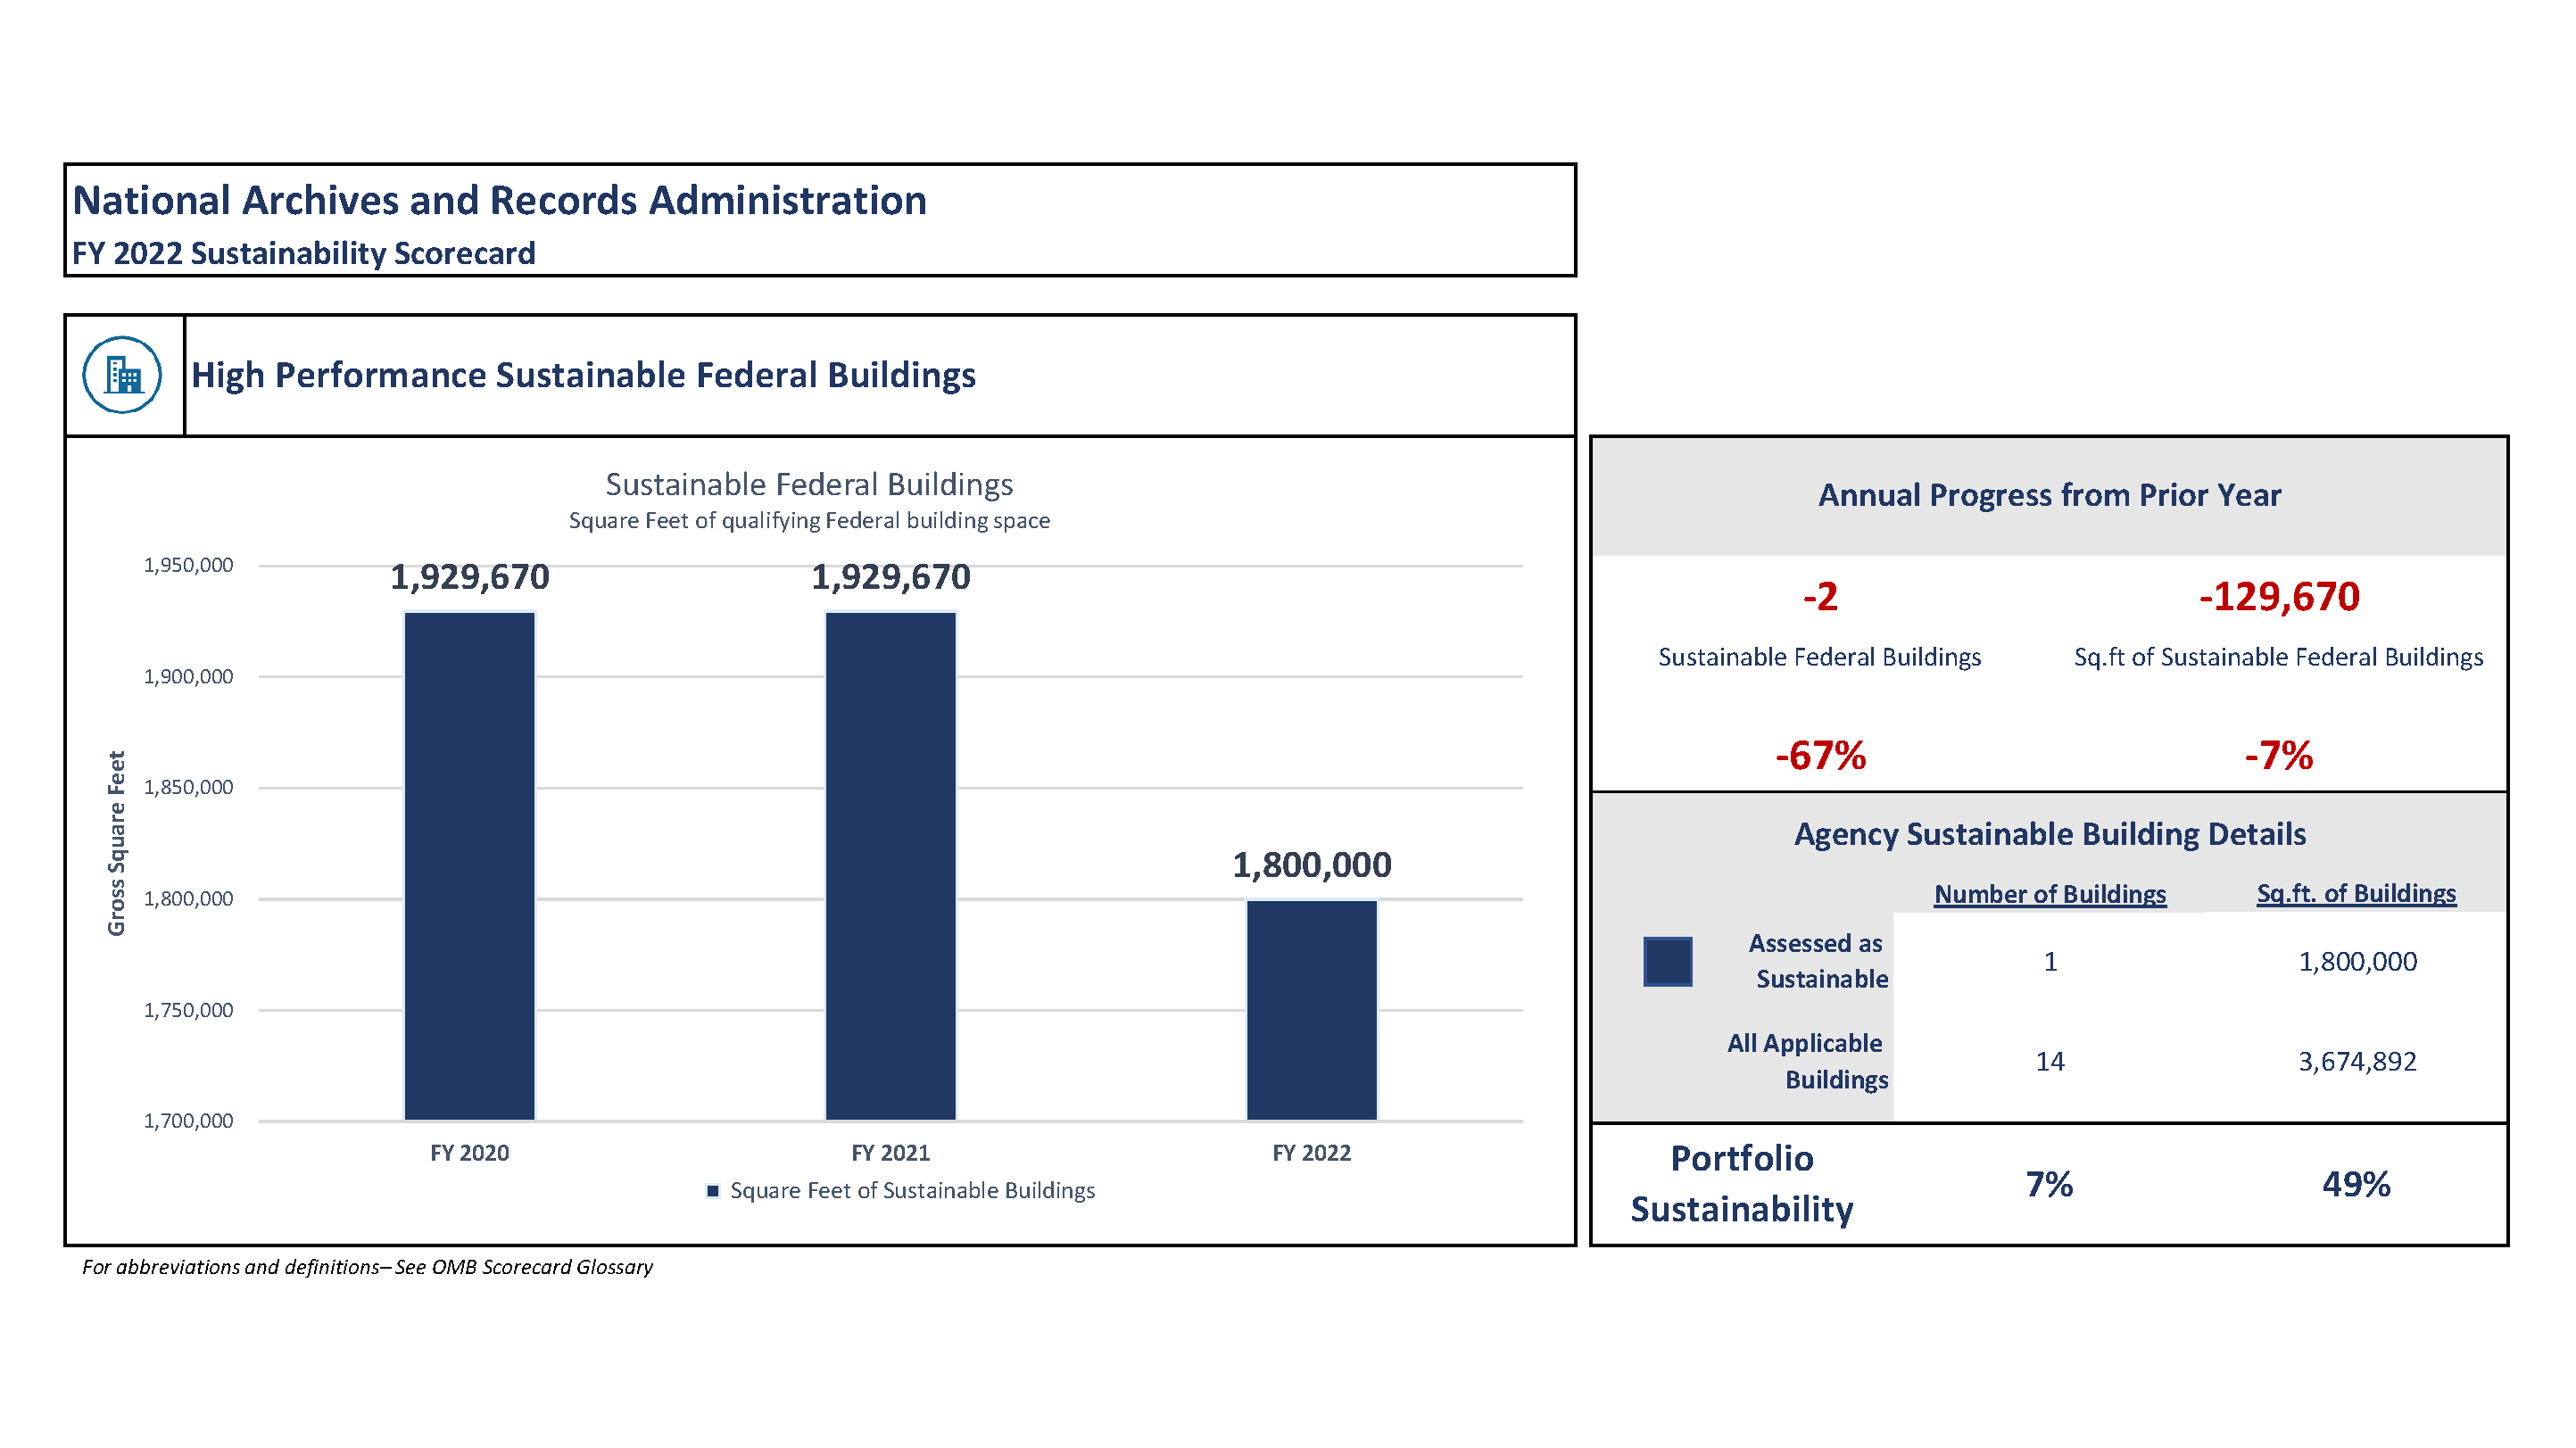 National Archives and Records Administration
FY 2022 Sustainability Scorecard
High Performance Sustainable Federal Buildings
Sustainable Federal Buildings
Square Feet of qualifying Federal building space
1,950,000
1,900,000
1,850,000
1,800,000
1,750,000
1,700,000
Gross Square Feet
1,929,670
1,929,670
1,800,000
FY 2020
FY 2021
FY 2022
Square Feet of Sustainable Buildings
Annual Progress from Prior Year
-2
-129,670
Sustainable Federal Buildings
Sq.ft of Sustainable Federal Buildings
-67%
-7%
Agency Sustainable Building Details
Number of Buildings
Sq.ft. of Buildings
Assessed as
Sustainable
1
1,800,000
All Applicable
Buildings
14
3,674,892
Portfolio
Sustainability
7%
49%
For abbreviations and definitions– See OMB Scorecard Glossary